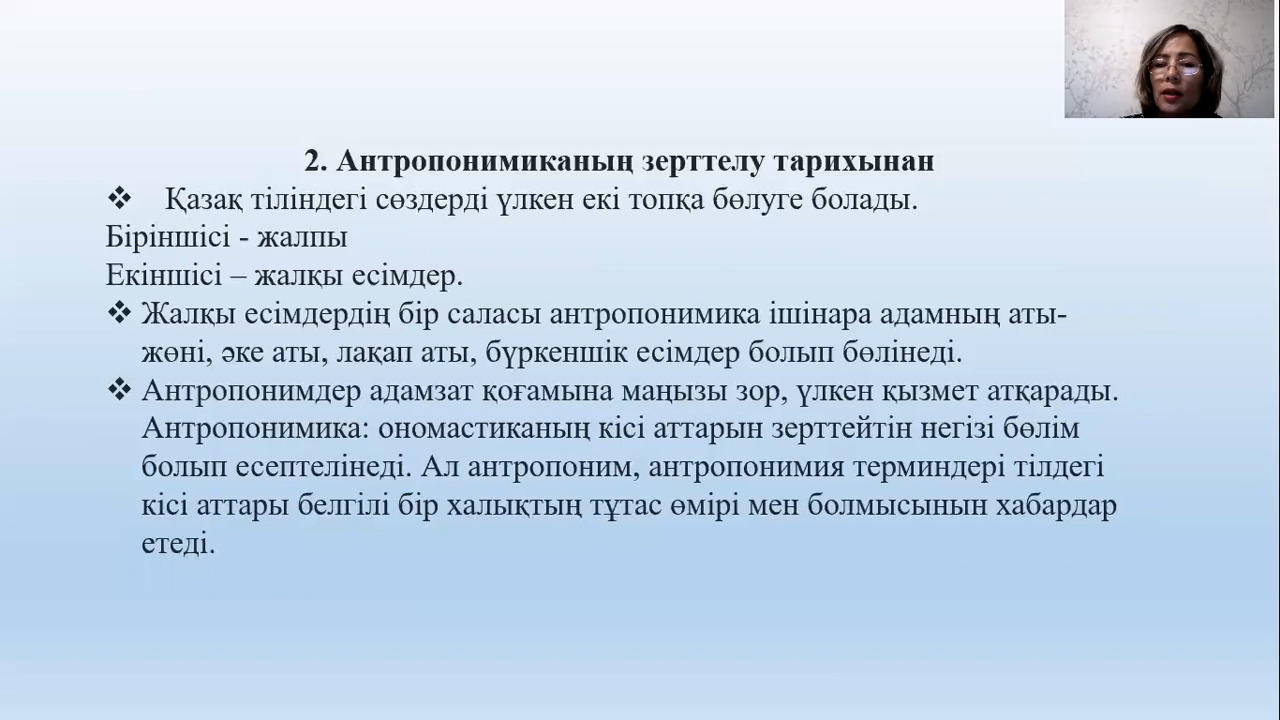 2. Антропонимиканың зерттелу тарихынан
❖ Қазақ тіліндегі сөздерді үлкен екі топқа бөлуге болады.
Біріншісі - жалпы
Екіншісі – жалқы есімдер.
❖ Жалқы есімдердің бір саласы антропонимика ішінара адамның аты-
жөні, әке аты, лақап аты, бүркеншік есімдер болып бөлінеді.
❖ Антропонимдер адамзат қоғамына маңызы зор, үлкен қызмет атқарады.
Антропонимика: ономастиканың кісі аттарын зерттейтін негізі бөлім
болып есептелінеді. Ал антропоним, антропонимия терминдері тілдегі
кісі аттары белгілі бір халықтың тұтас өмірі мен болмысынын хабардар
етеді.